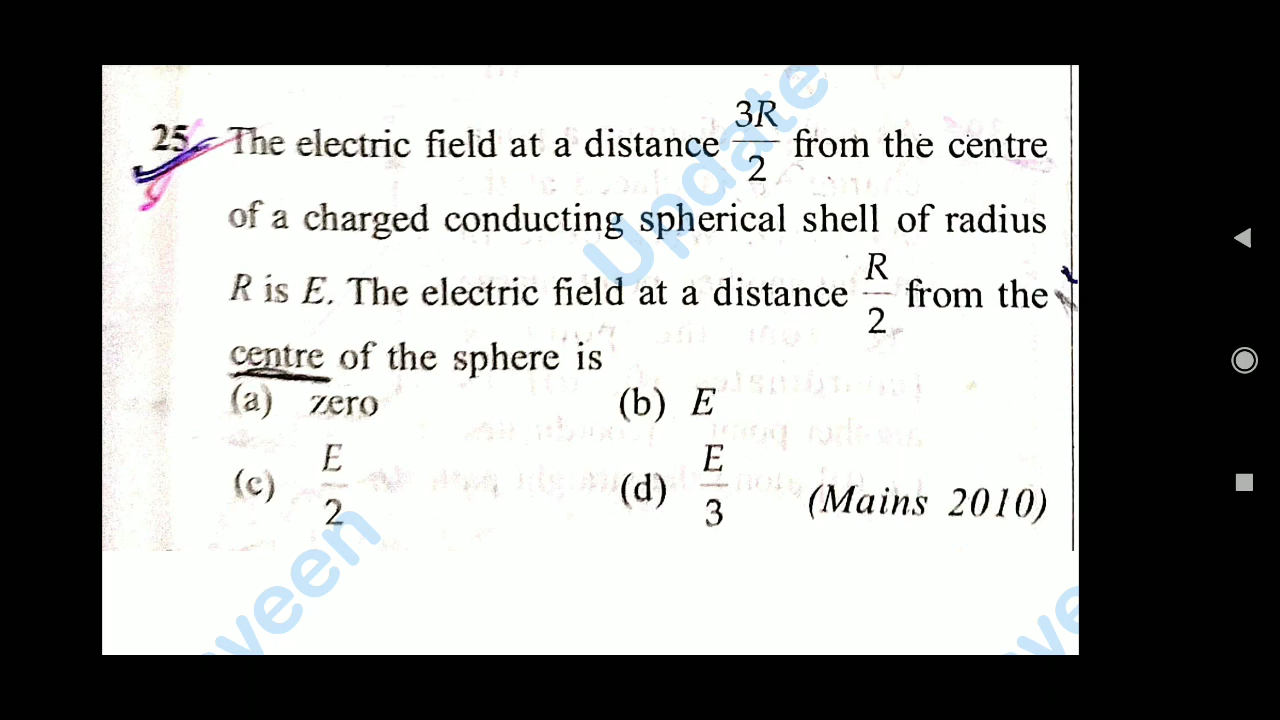 25. The electric field at a distance 3R/2 from the centre
of a charged conducting spherical shell of radius
R is E. The electric field at a distance R/2 from the
centre of the sphere is
(a) zero (b) E
(c) E/2 (d) E/3 (Mains 2010)
Update